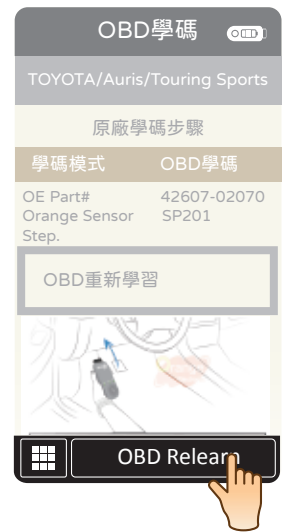 OBD學碼
TOYOTA/Auris/Touring Sports
原廠學碼步驟
學碼模式 OBD學碼
OE Part# 42607-02070
Orange Sensor SP201
Step.
OBD重新學習
OBD Relearn